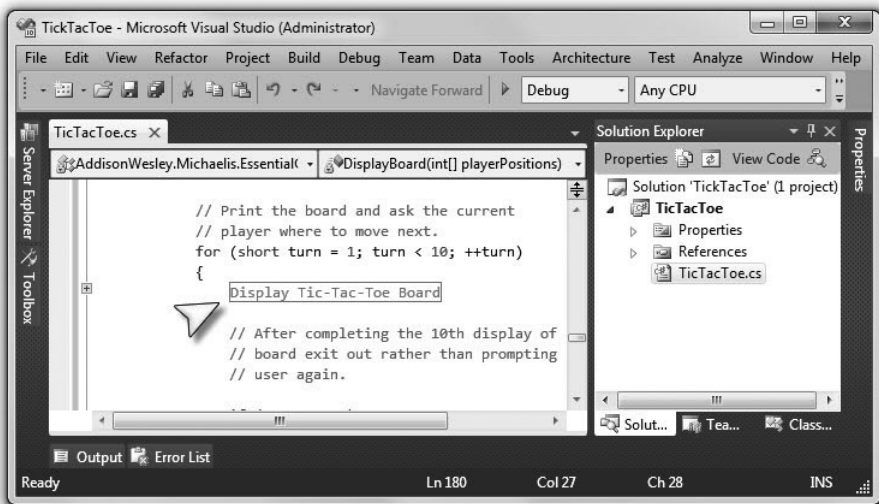 TickTacToe - Microsoft Visual Studio (Administrator)
File Edit View Refactor Project Build Debug Team Data Tools Architecture Test Analyze Window Help
Navigate Forward Debug Any CPU
TicTacToe.cs
AddisonWesley.Michaelis.Essential( DisplayBoard(int[] playerPositions)
// Print the board and ask the current
// player where to move next.
for (short turn = 1; turn < 10; ++turn)
{
Display Tic-Tac-Toe Board
// After completing the 10th display of
// board exit out rather than prompting
// user again.
Solution Explorer
Properties View Code
Solution 'TickTacToe' (1 project)
TicTacToe
Properties
References
TicTacToe.cs
Solut... Tea... Class...
Server Explorer
Toolbox
Properties
Output Error List
Ready Ln 180 Col 27 Ch 28 INS